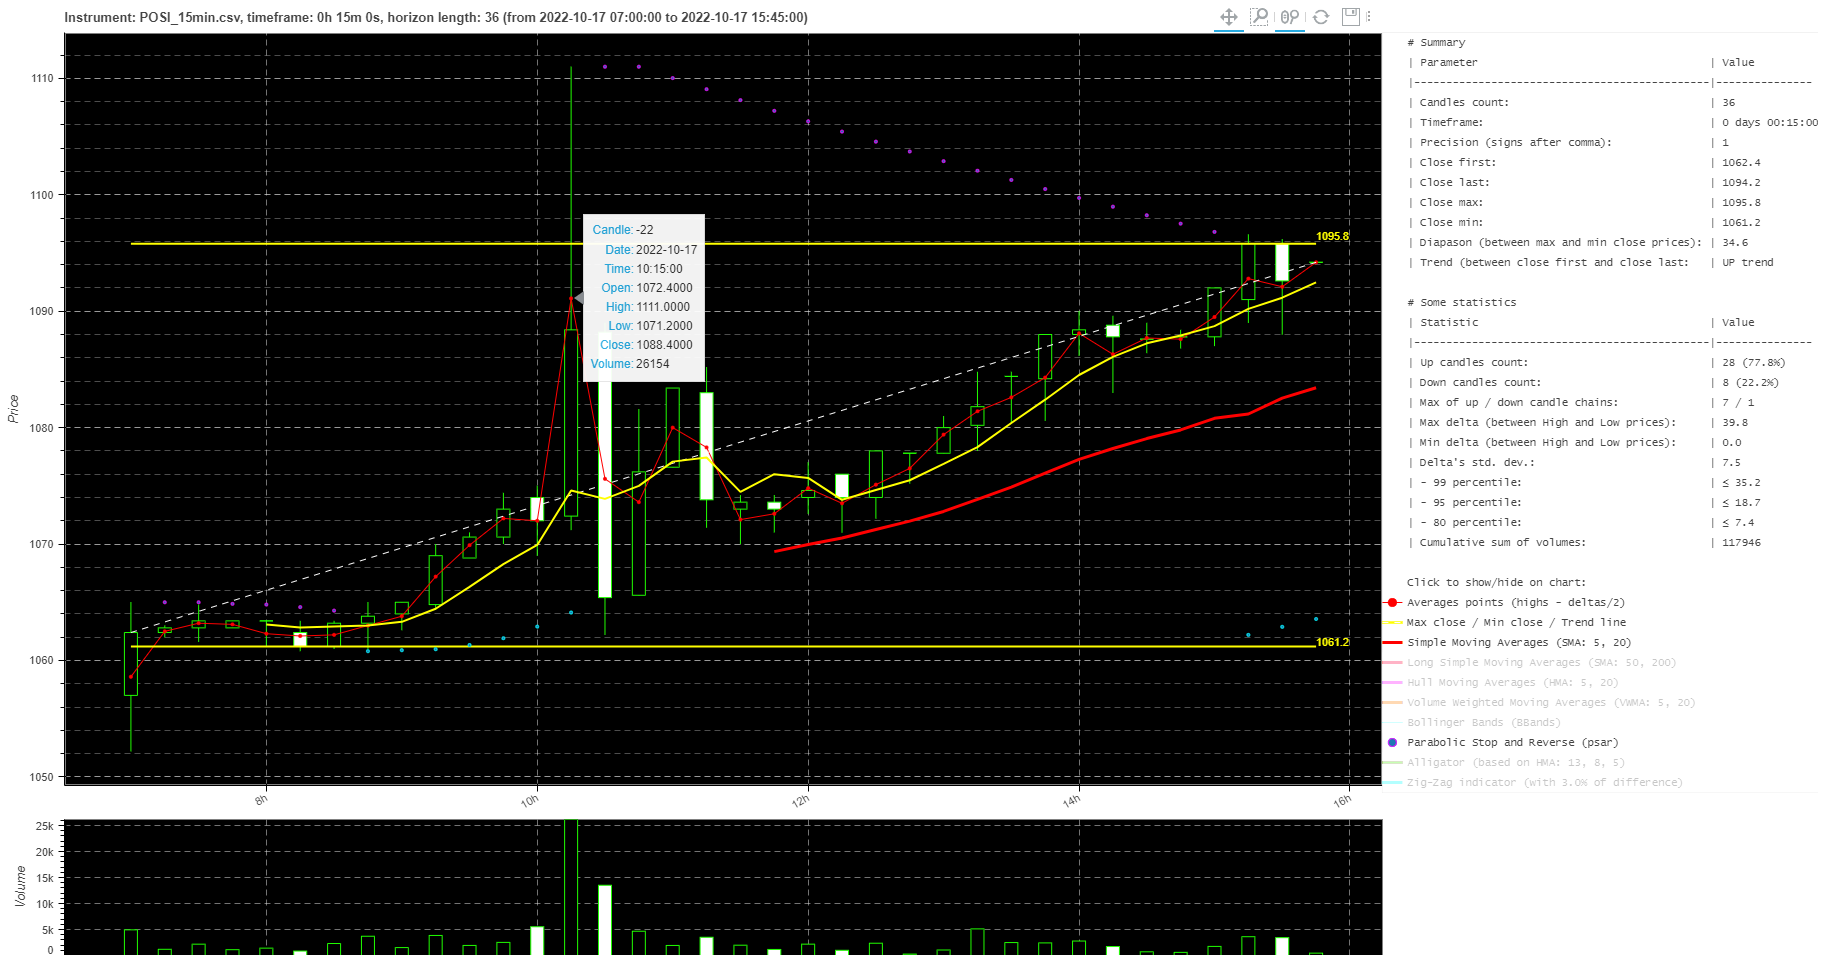 Instrument: POSI_15min.csv, timeframe: 0h 15m 0s, horizon length: 36 (from 2022-10-17 07:00:00 to 2022-10-17 15:45:00)
Price
1110
1100
1090
1080
1070
1060
1050
8h
10h
12h
14h
16h
1095.8
1061.2
Candle: -22
Date: 2022-10-17
Time: 10:15:00
Open: 1072.4000
High: 1111.0000
Low: 1071.2000
Close: 1088.4000
Volume: 26154
Volume
25k
20k
15k
10k
5k
0
# Summary
| Parameter | Value
|----------------------------------------------|---------------
| Candles count: | 36
| Timeframe: | 0 days 00:15:00
| Precision (signs after comma): | 1
| Close first: | 1062.4
| Close last: | 1094.2
| Close max: | 1095.8
| Close min: | 1061.2
| Diapason (between max and min close prices): | 34.6
| Trend (between close first and close last: | UP trend
# Some statistics
| Statistic | Value
|----------------------------------------------|---------------
| Up candles count: | 28 (77.8%)
| Down candles count: | 8 (22.2%)
| Max of up / down candle chains: | 7 / 1
| Max delta (between High and Low prices): | 39.8
| Min delta (between High and Low prices): | 0.0
| Delta's std. dev.: | 7.5
| - 99 percentile: | ≤ 35.2
| - 95 percentile: | ≤ 18.7
| - 80 percentile: | ≤ 7.4
| Cumulative sum of volumes: | 117946
Click to show/hide on chart:
Averages points (highs - deltas/2)
Max close / Min close / Trend line
Simple Moving Averages (SMA: 5, 20)
Long Simple Moving Averages (SMA: 50, 200)
Hull Moving Averages (HMA: 5, 20)
Volume Weighted Moving Averages (VWMA: 5, 20)
Bollinger Bands (BBands)
Parabolic Stop and Reverse (psar)
Alligator (based on HMA: 13, 8, 5)
Zig-Zag indicator (with 3.0% of difference)